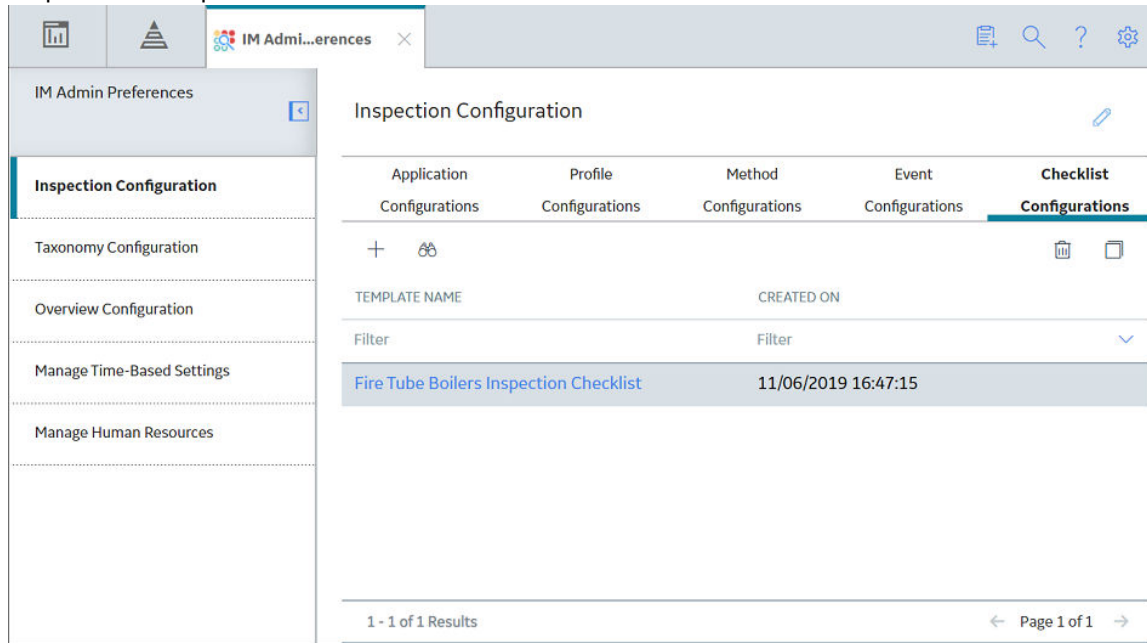 IM Admi...erences
IM Admin Preferences
Inspection Configuration
Taxonomy Configuration
Overview Configuration
Manage Time-Based Settings
Manage Human Resources
Inspection Configuration
Application Configurations
Profile Configurations
Method Configurations
Event Configurations
Checklist Configurations
TEMPLATE NAME CREATED ON
Filter Filter
Fire Tube Boilers Inspection Checklist 11/06/2019 16:47:15
1 - 1 of 1 Results Page 1 of 1